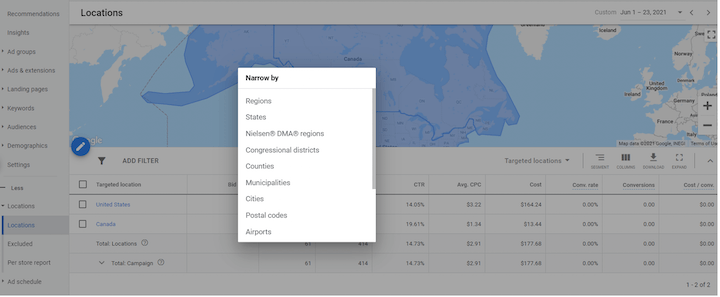 Recommendations
Insights
Ad groups
Ads & extensions
Landing pages
Keywords
Audiences
Demographics
Settings
Less
Locations
Locations
Excluded
Per store report
Ad schedule
Locations
Custom Jun 1 – 23, 2021
Canada
Iceland
Norway
Ireland
Germany
France
Italy
Map data ©2021 Google, INEGI Terms of Use
Narrow by
Regions
States
Nielsen® DMA® regions
Congressional districts
Counties
Municipalities
Cities
Postal codes
Airports
ADD FILTER
Targeted locations
SEGMENT COLUMNS DOWNLOAD EXPAND
Targeted location Bid CTR Avg. CPC Cost Conv. rate Conversions Cost / conv.
United States 14.05% $3.22 $164.24 0.00% 0.00 $0.00
Canada 19.61% $1.34 $13.44 0.00% 0.00 $0.00
Total: Locations 61 414 14.73% $2.91 $177.68 0.00% 0.00 $0.00
Total: Campaign 61 414 14.73% $2.91 $177.68 0.00% 0.00 $0.00
1 - 2 of 2